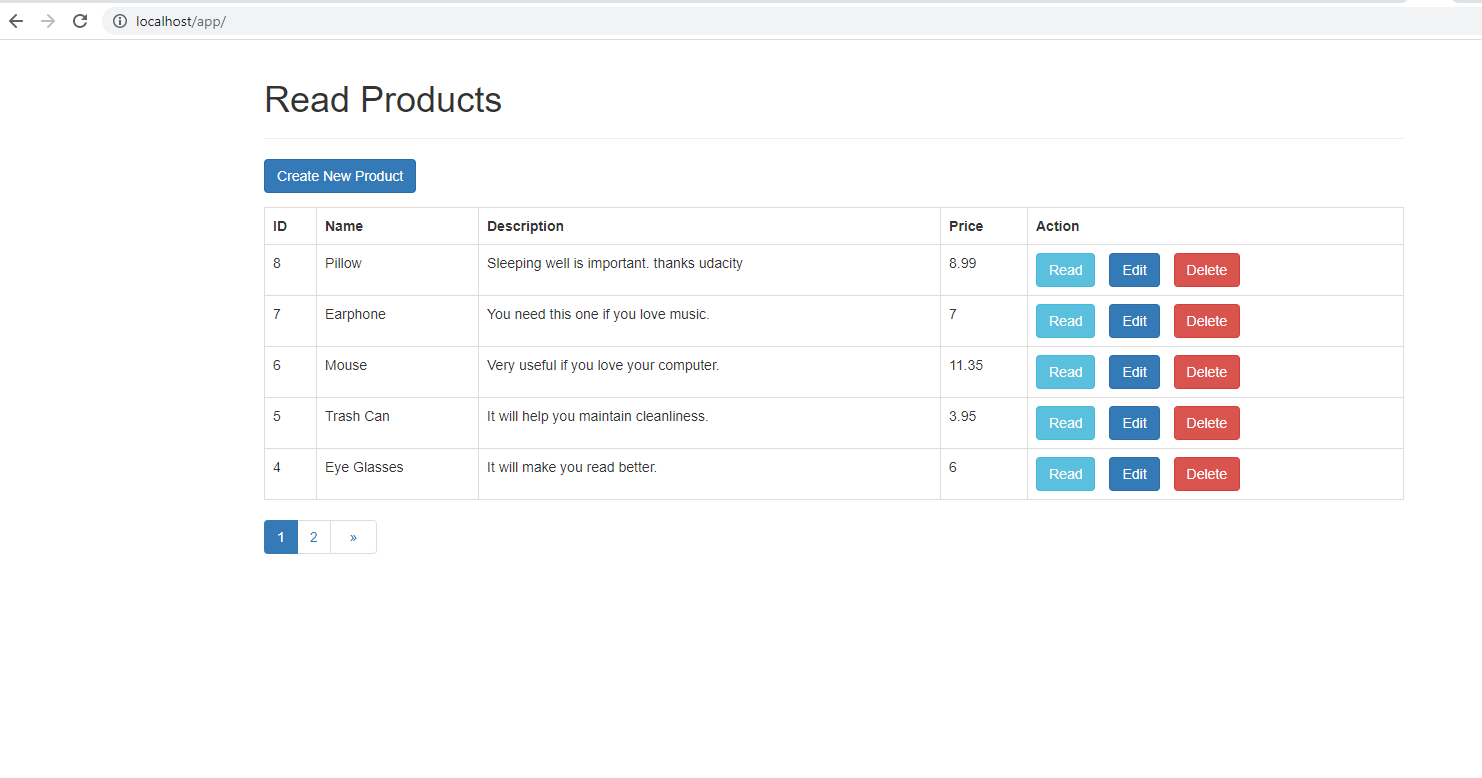 localhost/app/
Read Products
Create New Product
ID Name Description Price Action
8 Pillow Sleeping well is important. thanks udacity 8.99 Read Edit Delete
7 Earphone You need this one if you love music. 7 Read Edit Delete
6 Mouse Very useful if you love your computer. 11.35 Read Edit Delete
5 Trash Can It will help you maintain cleanliness. 3.95 Read Edit Delete
4 Eye Glasses It will make you read better. 6 Read Edit Delete
1 2 »